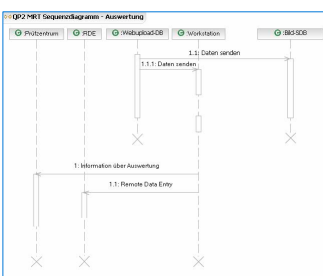 QP2 MRT Sequenzdiagramm - Auswertung
:Prüfzentrum :RDE :Webupload-DB :Workstation :Bild-SDB
1.1: Daten senden
1.1.1: Daten senden
1: Information über Auswertung
1.1: Remote Data Entry